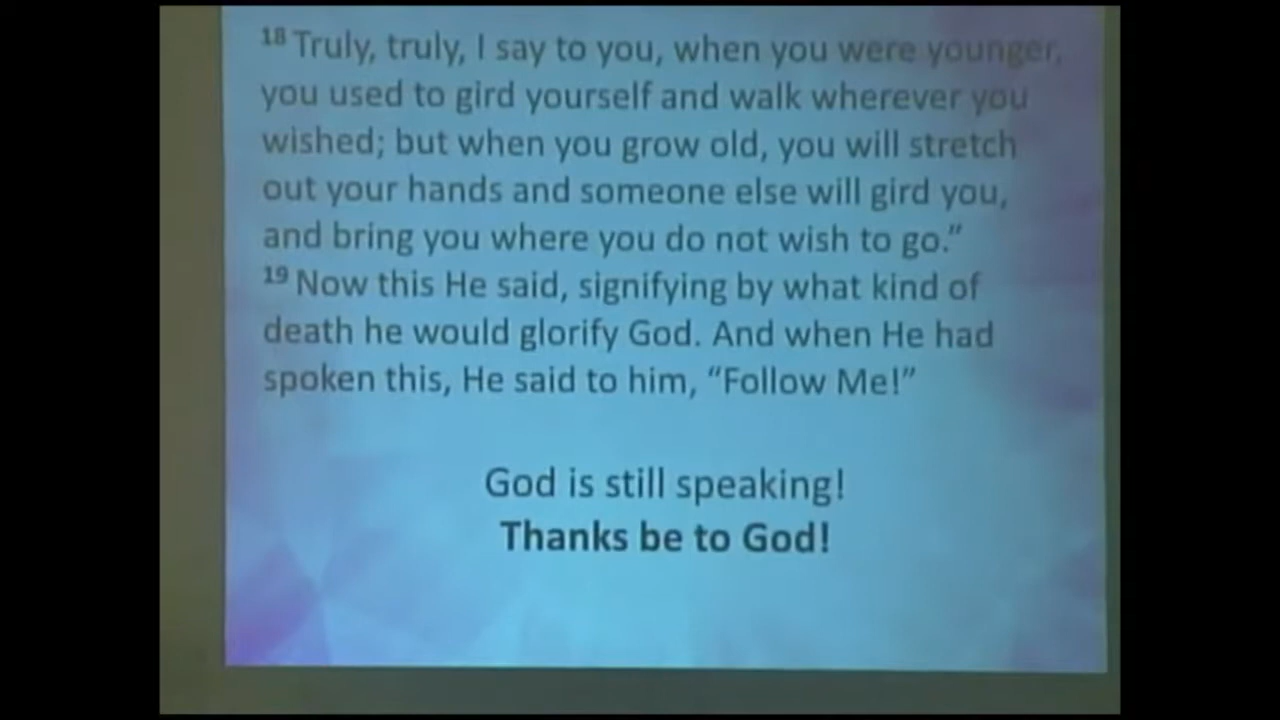 18 Truly, truly, I say to you, when you were younger,
you used to gird yourself and walk wherever you
wished; but when you grow old, you will stretch
out your hands and someone else will gird you,
and bring you where you do not wish to go.”
19 Now this He said, signifying by what kind of
death he would glorify God. And when He had
spoken this, He said to him, “Follow Me!”
God is still speaking!
Thanks be to God!